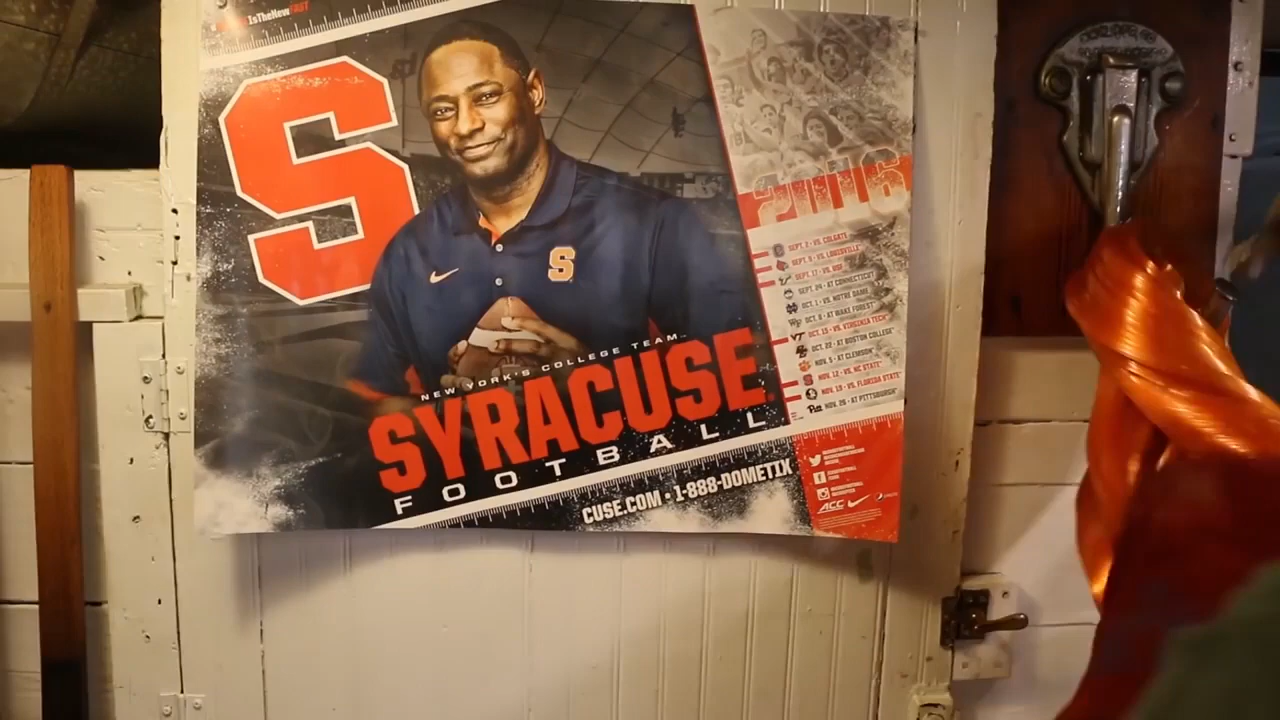 IsTheNewFAST
S
S
2016
SEPT. 2 • VS. COLGATE
SEPT. 9 • VS. LOUISVILLE*
SEPT. 17 • VS. USF
SEPT. 24 • AT CONNECTICUT
OCT. 1 • VS. NOTRE DAME
OCT. 8 • AT WAKE FOREST*
VT OCT. 15 • VS. VIRGINIA TECH*
OCT. 22 • AT BOSTON COLLEGE*
NOV. 5 • AT CLEMSON*
S NOV. 12 • VS. NC STATE*
NOV. 19 • VS. FLORIDA STATE*
Pitt NOV. 26 • AT PITTSBURGH*
NEW YORK'S COLLEGE TEAM
SYRACUSE
FOOTBALL
CUSE.COM • 1-888-DOMETIX
ACC